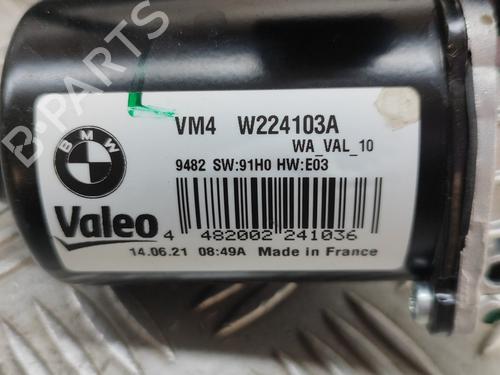 B-PARTS
VM4 W224103A
WA_VAL_10
BMW
9482 SW:91H0 HW:E03
Valeo
4 482002 241036
14.06.21 08:49A Made in France